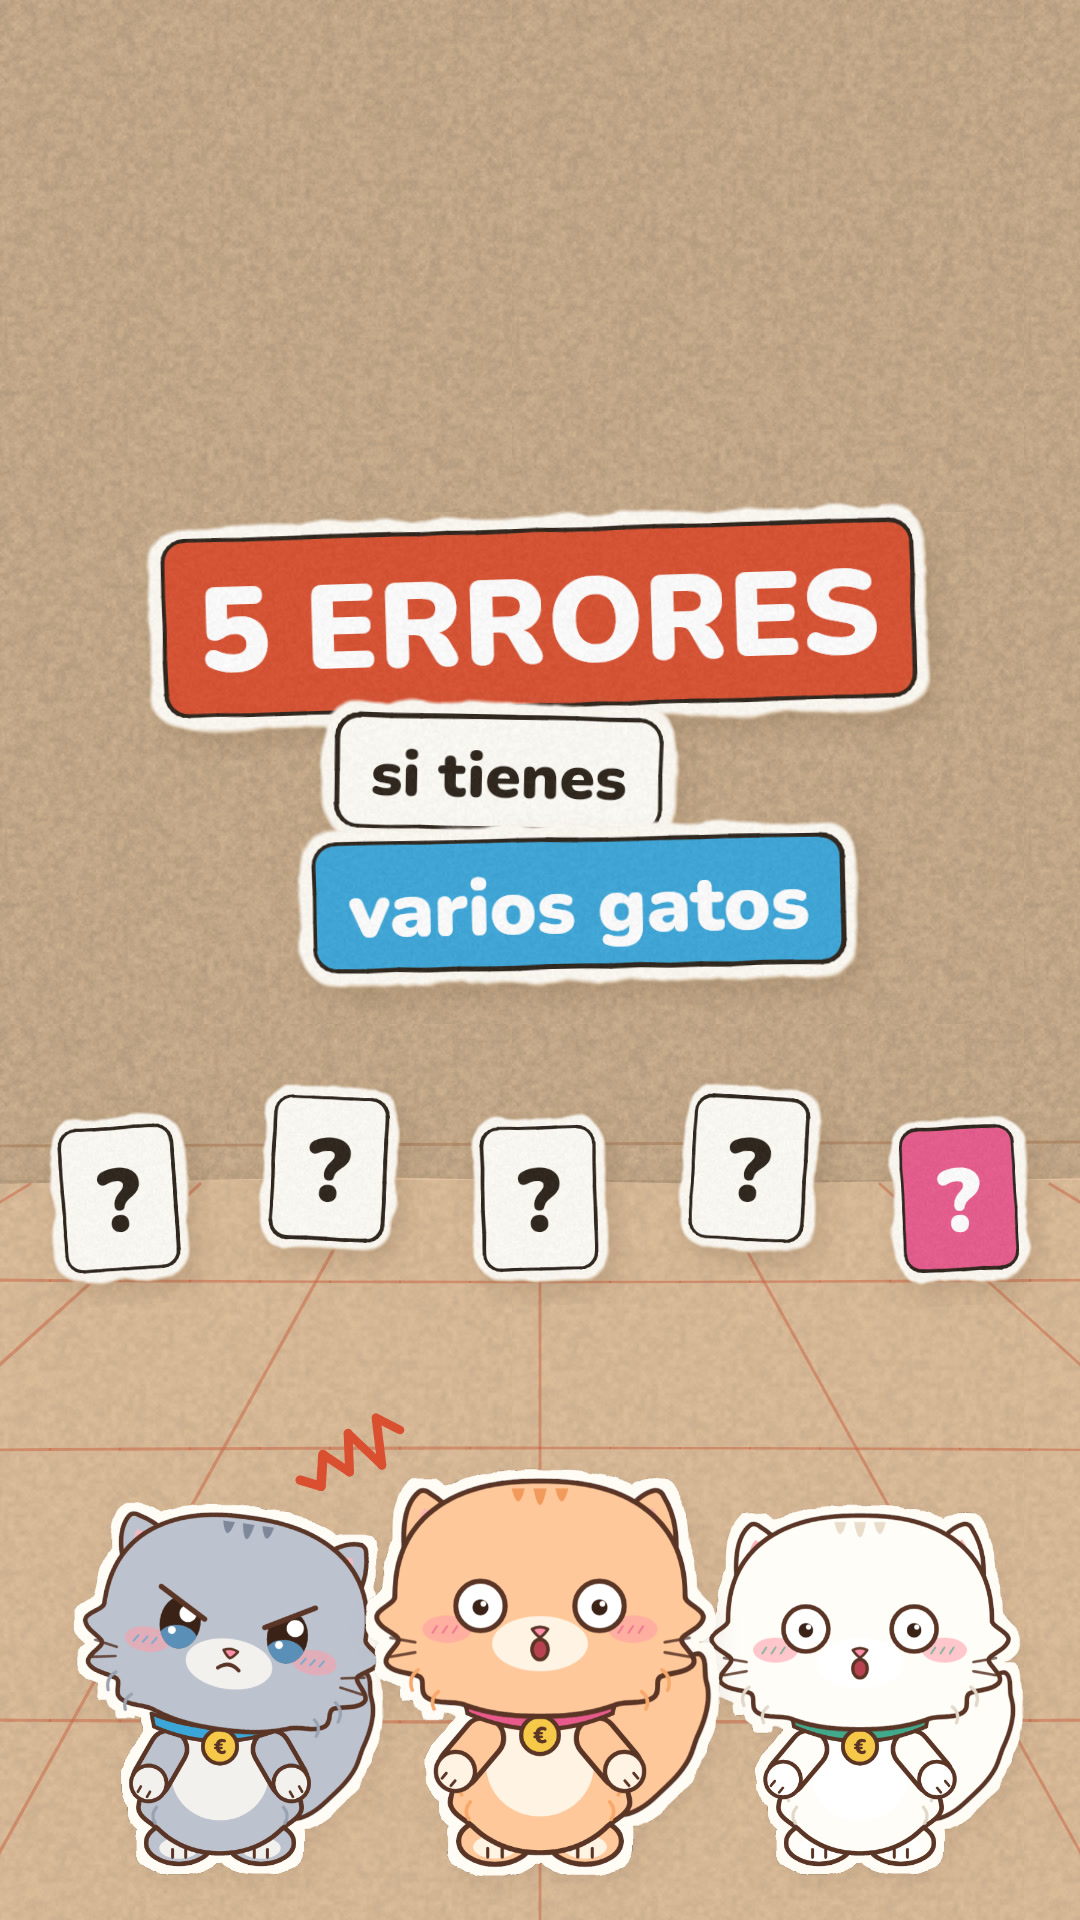 5 ERRORES
si tienes
varios gatos
? ? ? ? ?
€ € €